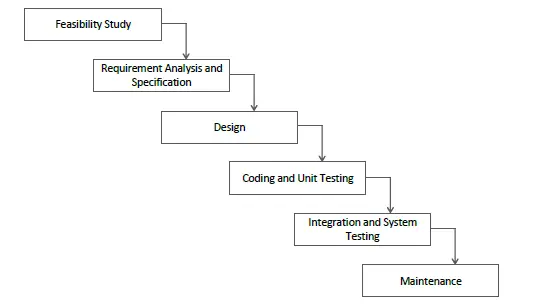 Feasibility Study
Requirement Analysis and
Specification
Design
Coding and Unit Testing
Integration and System
Testing
Maintenance